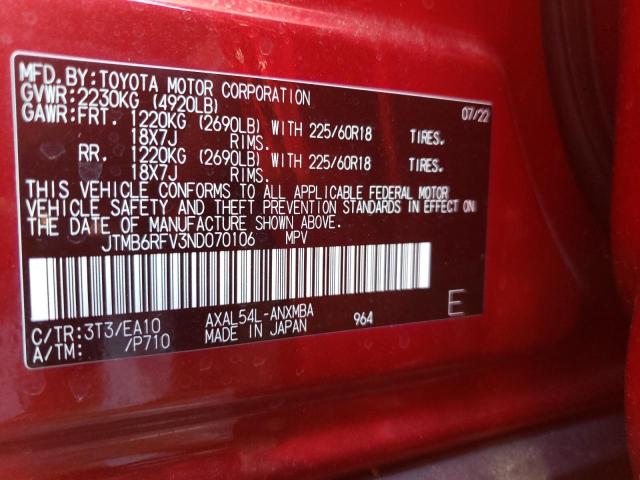 MFD.BY:TOYOTA MOTOR CORPORATION 07/22
GVWR:2230KG (4920LB)
GAWR:FRT. 1220KG (2690LB) WITH 225/60R18 TIRES.
18X7J RIMS.
RR. 1220KG (2690LB) WITH 225/60R18 TIRES.
18X7J RIMS.
THIS VEHICLE CONFORMS TO ALL APPLICABLE FEDERAL MOTOR
VEHICLE SAFETY AND THEFT PREVENTION STANDARDS IN EFFECT ON
THE DATE OF MANUFACTURE SHOWN ABOVE.
JTMB6RFV3ND070106 MPV
C/TR:3T3/EA10 AXAL54L-ANXMBA 964 E
A/TM: /P710 MADE IN JAPAN